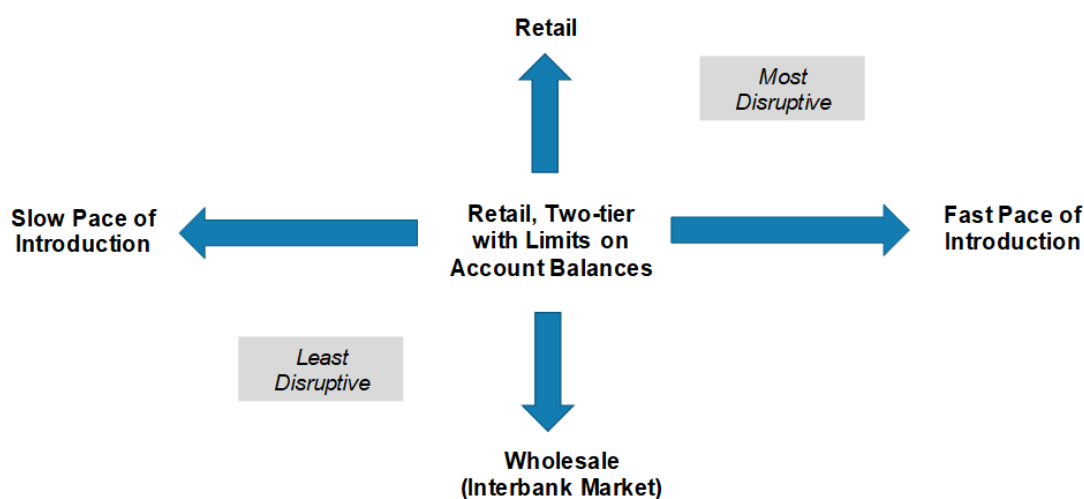 Retail
Most
Disruptive
Slow Pace of
Introduction
Retail, Two-tier
with Limits on
Account Balances
Fast Pace of
Introduction
Least
Disruptive
Wholesale
(Interbank Market)